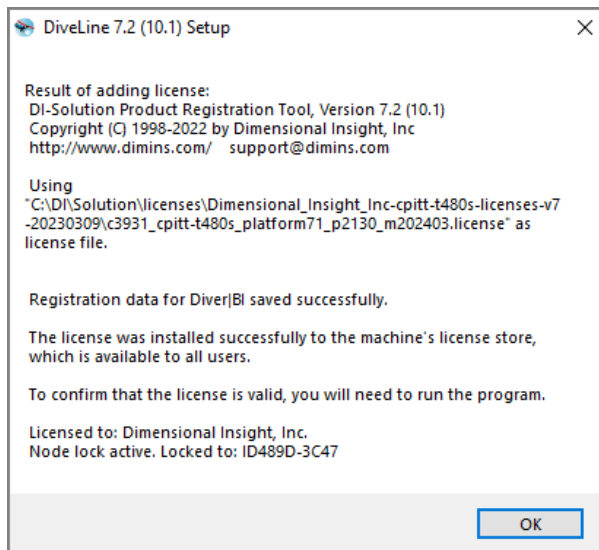 DiveLine 7.2 (10.1) Setup
Result of adding license:
DI-Solution Product Registration Tool, Version 7.2 (10.1)
Copyright (C) 1998-2022 by Dimensional Insight, Inc
http://www.dimins.com/ support@dimins.com
Using
"C:\DI\Solution\licenses\Dimensional_Insight_Inc-cpitt-t480s-licenses-v7
-20230309\c3931_cpitt-t480s_platform71_p2130_m202403.license" as
license file.
Registration data for Diver|BI saved successfully.
The license was installed successfully to the machine's license store,
which is available to all users.
To confirm that the license is valid, you will need to run the program.
Licensed to: Dimensional Insight, Inc.
Node lock active. Locked to: ID489D-3C47
OK